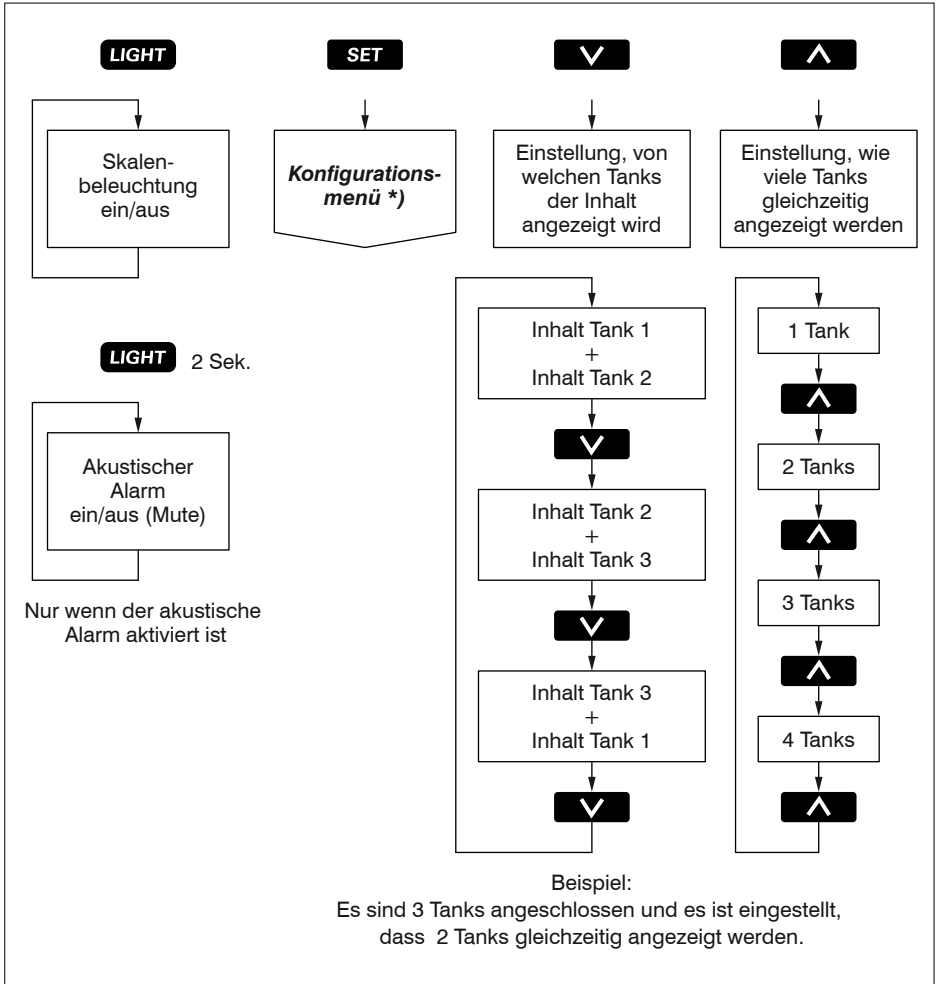 LIGHT
Skalen-
beleuchtung
ein/aus
LIGHT 2 Sek.
Akustischer
Alarm
ein/aus (Mute)
Nur wenn der akustische
Alarm aktiviert ist
SET
Konfigurations-
menü *)
Einstellung, von
welchen Tanks
der Inhalt
angezeigt wird
Inhalt Tank 1
+
Inhalt Tank 2
Inhalt Tank 2
+
Inhalt Tank 3
Inhalt Tank 3
+
Inhalt Tank 1
Einstellung, wie
viele Tanks
gleichzeitig
angezeigt werden
1 Tank
2 Tanks
3 Tanks
4 Tanks
Beispiel:
Es sind 3 Tanks angeschlossen und es ist eingestellt,
dass 2 Tanks gleichzeitig angezeigt werden.